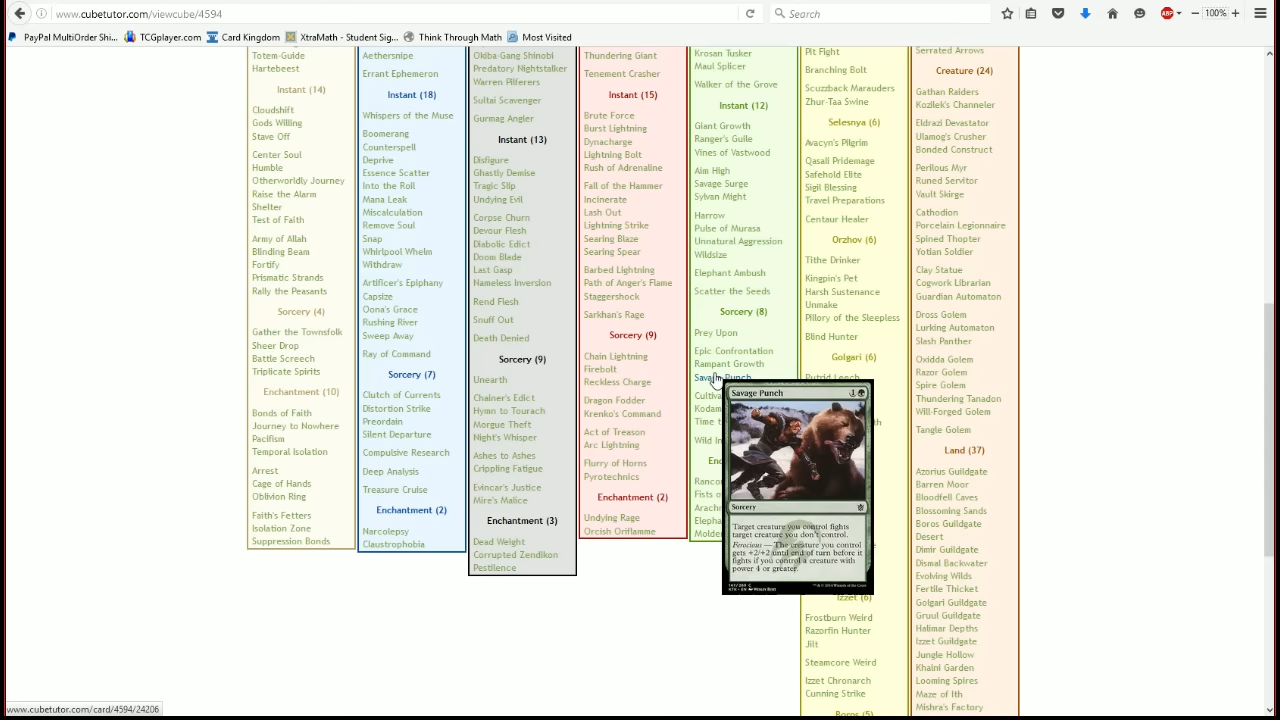 www.cubetutor.com/viewcube/4594
Search
100%
PayPal MultiOrder Shi...
TCGplayer.com
Card Kingdom
XtraMath - Student Sig...
Think Through Math
Most Visited
Totem-Guide
Hartebeest
Instant (14)
Cloudshift
Gods Willing
Stave Off
Center Soul
Humble
Otherworldly Journey
Raise the Alarm
Shelter
Test of Faith
Army of Allah
Blinding Beam
Fortify
Prismatic Strands
Rally the Peasants
Sorcery (4)
Gather the Townsfolk
Sheer Drop
Battle Screech
Triplicate Spirits
Enchantment (10)
Bonds of Faith
Journey to Nowhere
Pacifism
Temporal Isolation
Arrest
Cage of Hands
Oblivion Ring
Faith's Fetters
Isolation Zone
Suppression Bonds
Aethersnipe
Errant Ephemeron
Instant (18)
Whispers of the Muse
Boomerang
Counterspell
Deprive
Essence Scatter
Into the Roll
Mana Leak
Miscalculation
Remove Soul
Snap
Whirlpool Whelm
Withdraw
Artificer's Epiphany
Capsize
Oona's Grace
Rushing River
Sweep Away
Ray of Command
Sorcery (7)
Clutch of Currents
Distortion Strike
Preordain
Silent Departure
Compulsive Research
Deep Analysis
Treasure Cruise
Enchantment (2)
Narcolepsy
Claustrophobia
Okiba-Gang Shinobi
Predatory Nightstalker
Warren Pilferers
Sultai Scavenger
Gurmag Angler
Instant (13)
Disfigure
Ghastly Demise
Tragic Slip
Undying Evil
Corpse Churn
Devour Flesh
Diabolic Edict
Doom Blade
Last Gasp
Nameless Inversion
Rend Flesh
Snuff Out
Death Denied
Sorcery (9)
Unearth
Chainer's Edict
Hymn to Tourach
Morgue Theft
Night's Whisper
Ashes to Ashes
Crippling Fatigue
Evincar's Justice
Mire's Malice
Enchantment (3)
Dead Weight
Corrupted Zendikon
Pestilence
Thundering Giant
Tenement Crasher
Instant (15)
Brute Force
Burst Lightning
Dynacharge
Lightning Bolt
Rush of Adrenaline
Fall of the Hammer
Incinerate
Lash Out
Lightning Strike
Searing Blaze
Searing Spear
Barbed Lightning
Path of Anger's Flame
Staggershock
Sarkhan's Rage
Sorcery (9)
Chain Lightning
Firebolt
Reckless Charge
Dragon Fodder
Krenko's Command
Act of Treason
Arc Lightning
Flurry of Horns
Pyrotechnics
Enchantment (2)
Undying Rage
Orcish Oriflamme
Krosan Tusker
Maul Splicer
Walker of the Grove
Instant (12)
Giant Growth
Ranger's Guile
Vines of Vastwood
Aim High
Savage Surge
Sylvan Might
Harrow
Pulse of Murasa
Unnatural Aggression
Wildsize
Elephant Ambush
Scatter the Seeds
Sorcery (8)
Prey Upon
Epic Confrontation
Rampant Growth
Savage Punch
Cultiva
Kodam
Time t
Wild In
Enc
Rancor
Fists o
Arachn
Elepha
Molder
Savage Punch
1
Sorcery
Target creature you control fights
target creature you don't control.
Ferocious — The creature you control
gets +2/+2 until end of turn before it
fights if you control a creature with
power 4 or greater.
Pit Fight
Branching Bolt
Scuzzback Marauders
Zhur-Taa Swine
Selesnya (6)
Avacyn's Pilgrim
Qasali Pridemage
Safehold Elite
Sigil Blessing
Travel Preparations
Centaur Healer
Orzhov (6)
Tithe Drinker
Kingpin's Pet
Harsh Sustenance
Unmake
Pillory of the Sleepless
Blind Hunter
Golgari (6)
Putrid Leech
th
Izzet (6)
Frostburn Weird
Razorfin Hunter
Jilt
Steamcore Weird
Izzet Chronarch
Cunning Strike
Boros (5)
Serrated Arrows
Creature (24)
Gathan Raiders
Kozilek's Channeler
Eldrazi Devastator
Ulamog's Crusher
Bonded Construct
Perilous Myr
Runed Servitor
Vault Skirge
Cathodion
Porcelain Legionnaire
Spined Thopter
Yotian Soldier
Clay Statue
Cogwork Librarian
Guardian Automaton
Dross Golem
Lurking Automaton
Slash Panther
Oxidda Golem
Razor Golem
Spire Golem
Thundering Tanadon
Will-Forged Golem
Tangle Golem
Land (37)
Azorius Guildgate
Barren Moor
Bloodfell Caves
Blossoming Sands
Boros Guildgate
Desert
Dimir Guildgate
Dismal Backwater
Evolving Wilds
Fertile Thicket
Golgari Guildgate
Gruul Guildgate
Halimar Depths
Izzet Guildgate
Jungle Hollow
Khalni Garden
Looming Spires
Maze of Ith
Mishra's Factory
www.cubetutor.com/card/4594/24206